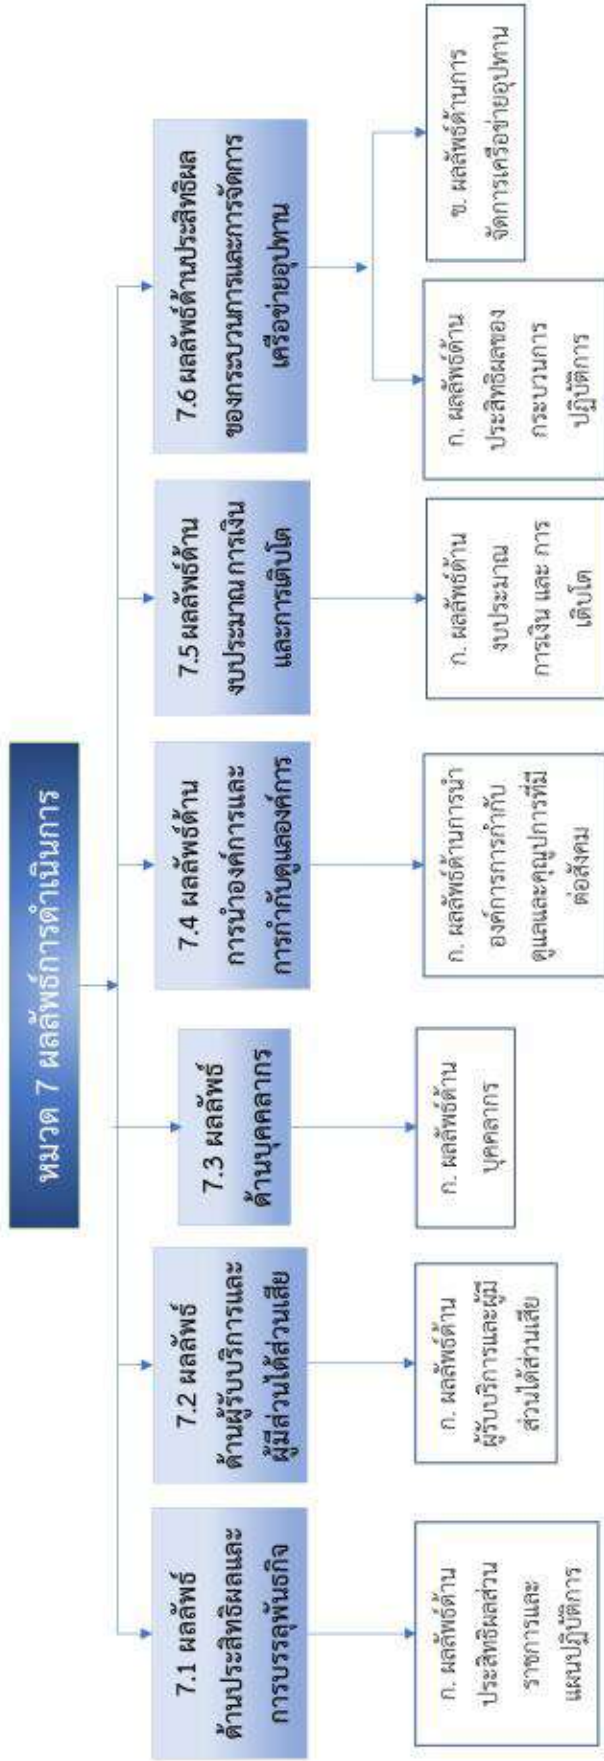 หมวด 7 ผลลัพธ์การดำเนินการ
7.1 ผลลัพธ์
ด้านประสิทธิผลและ
การบรรลุพันธกิจ
7.2 ผลลัพธ์
ด้านผู้รับบริการและ
ผู้มีส่วนได้ส่วนเสีย
7.3 ผลลัพธ์
ด้านบุคคลากร
7.4 ผลลัพธ์ด้าน
การนำองค์การและ
การกำกับดูแลองค์การ
7.5 ผลลัพธ์ด้าน
งบประมาณ การเงิน
และการเติบโต
7.6 ผลลัพธ์ด้านประสิทธิผล
ของกระบวนการและการจัดการ
เครือข่ายอุปทาน
ก. ผลลัพธ์ด้าน
ประสิทธิผลส่วน
ราชการและ
แผนปฏิบัติการ
ก. ผลลัพธ์ด้าน
ผู้รับบริการและผู้มี
ส่วนได้ส่วนเสีย
ก. ผลลัพธ์ด้าน
บุคคลากร
ก. ผลลัพธ์ด้านการนำ
องค์การการกำกับ
ดูแลและคุณูปการที่มี
ต่อสังคม
ก. ผลลัพธ์ด้าน
งบประมาณ
การเงิน และ การ
เติบโต
ก. ผลลัพธ์ด้าน
ประสิทธิผลของ
กระบวนการ
ปฏิบัติการ
ข. ผลลัพธ์ด้านการ
จัดการเครือข่ายอุปทาน